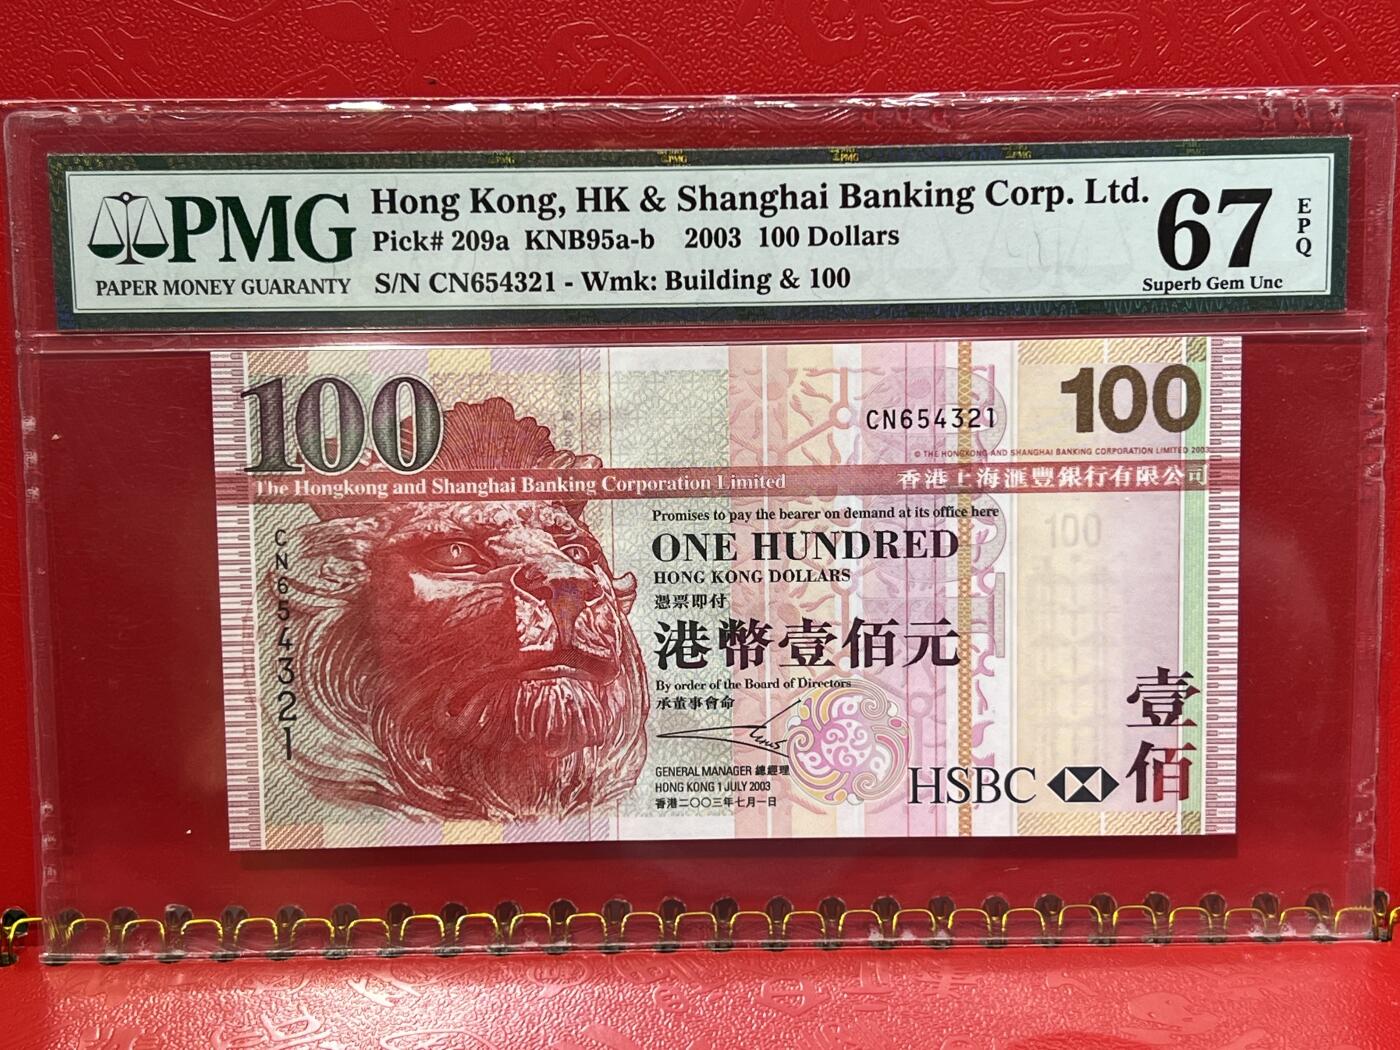 PMG
PAPER MONEY GUARANTY
Hong Kong, HK & Shanghai Banking Corp. Ltd.
Pick# 209a KNB95a-b 2003 100 Dollars
S/N CN654321 - Wmk: Building & 100
67
EPQ
Superb Gem Unc
100
CN654321
100
© THE HONGKONG AND SHANGHAI BANKING CORPORATION LIMITED 2003
The Hongkong and Shanghai Banking Corporation Limited
香港上海滙豐銀行有限公司
CN654321
Promises to pay the bearer on demand at its office here
ONE HUNDRED
HONG KONG DOLLARS
憑票即付
港幣壹佰元
By order of the Board of Directors
承董事會命
GENERAL MANAGER 總經理
HONG KONG 1 JULY 2003
香港二〇〇三年七月一日
100
壹佰
HSBC